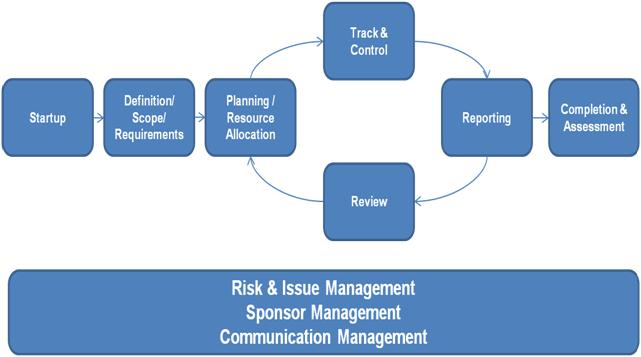 Track &
Control
Startup
Definition/
Scope/
Requirements
Planning /
Resource
Allocation
Reporting
Completion &
Assessment
Review
Risk & Issue Management
Sponsor Management
Communication Management